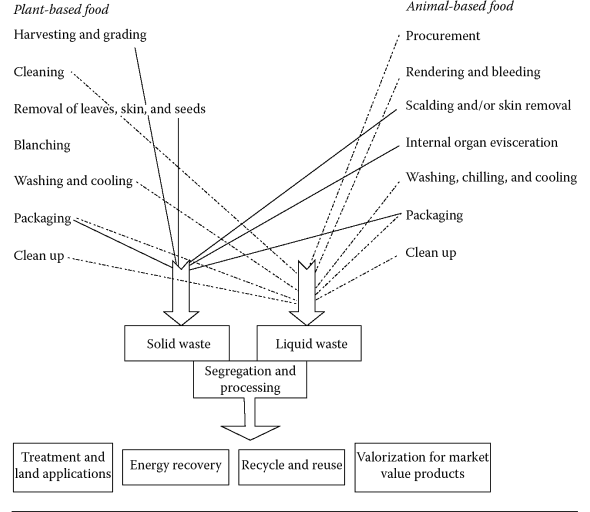 Plant-based food
Harvesting and grading
Cleaning
Removal of leaves, skin, and seeds
Blanching
Washing and cooling
Packaging
Clean up
Animal-based food
Procurement
Rendering and bleeding
Scalding and/or skin removal
Internal organ evisceration
Washing, chilling, and cooling
Packaging
Clean up
Solid waste
Liquid waste
Segregation and
processing
Treatment and
land applications
Energy recovery
Recycle and reuse
Valorization for market
value products